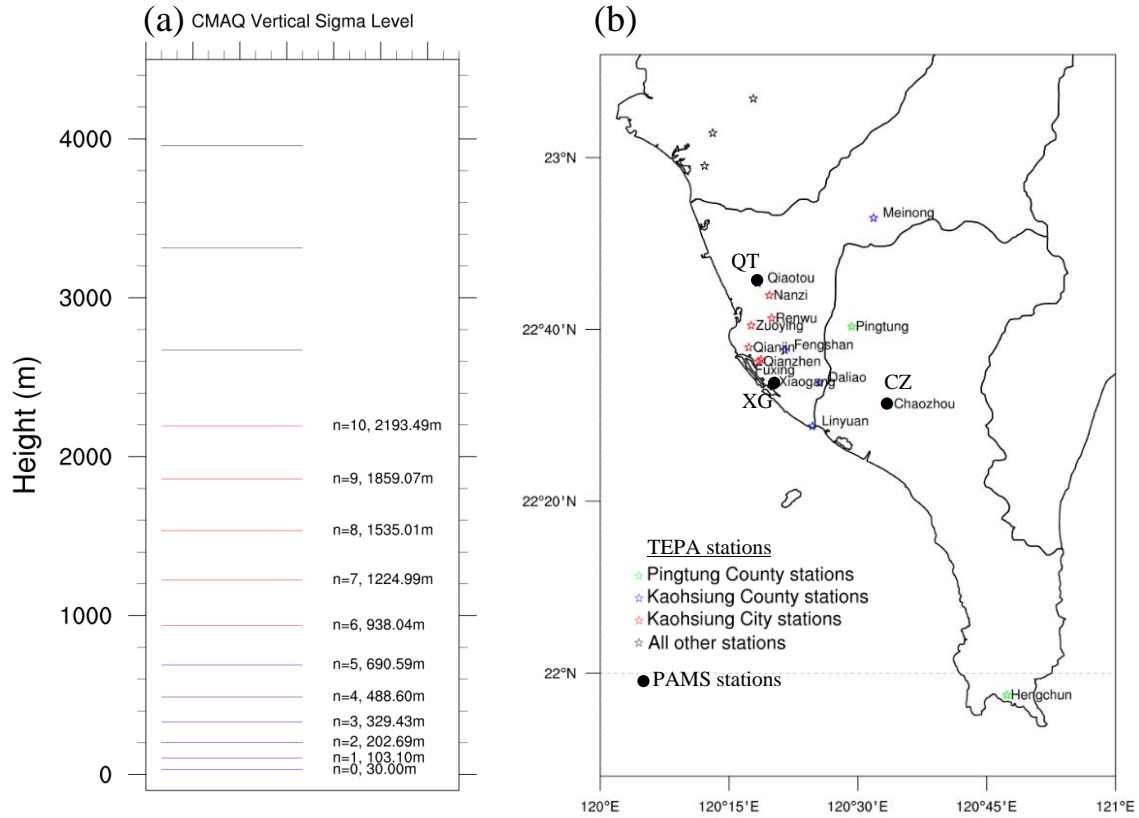 (a) CMAQ Vertical Sigma Level
Height (m)
4000
3000
2000
1000
0
n=10, 2193.49m
n=9, 1859.07m
n=8, 1535.01m
n=7, 1224.99m
n=6, 938.04m
n=5, 690.59m
n=4, 488.60m
n=3, 329.43m
n=2, 202.69m
n=1, 103.10m
n=0, 30.00m
(b)
23°N
22°40'N
22°20'N
22°N
120°E
120°15'E
120°30'E
120°45'E
121°E
Meinong
QT
Qiaotou
Nanzi
Renwu
Zuoying
Pingtung
Qianjin
Fengshan
Qianzhen
Fuxing
Xiaogang
Daliao
XG
CZ
Chaozhou
Linyuan
TEPA stations
Pingtung County stations
Kaohsiung County stations
Kaohsiung City stations
All other stations
PAMS stations
Hengchun